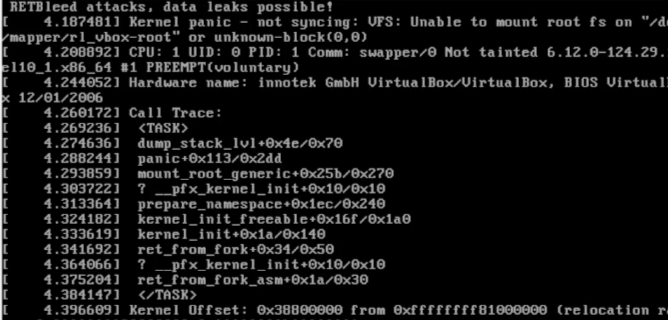 RETBleed attacks, data leaks possible!
[    4.187481] Kernel panic - not syncing: VFS: Unable to mount root fs on "/de
/mapper/rl_vbox-root" or unknown-block(0,0)
[    4.208892] CPU: 1 UID: 0 PID: 1 Comm: swapper/0 Not tainted 6.12.0-124.29.
el10_1.x86_64 #1 PREEMPT(voluntary)
[    4.244052] Hardware name: innotek GmbH VirtualBox/VirtualBox, BIOS Virtual
x 12/01/2006
[    4.260172] Call Trace:
[    4.269236]  <TASK>
[    4.274636]  dump_stack_lvl+0x4e/0x70
[    4.288244]  panic+0x113/0x2dd
[    4.293859]  mount_root_generic+0x25b/0x270
[    4.303722]  ? __pfx_kernel_init+0x10/0x10
[    4.313364]  prepare_namespace+0x1ec/0x240
[    4.324182]  kernel_init_freeable+0x16f/0x1a0
[    4.333619]  kernel_init+0x1a/0x140
[    4.341692]  ret_from_fork+0x34/0x50
[    4.364066]  ? __pfx_kernel_init+0x10/0x10
[    4.375204]  ret_from_fork_asm+0x1a/0x30
[    4.384147]  </TASK>
[    4.396609] Kernel Offset: 0x38800000 from 0xffffffff81000000 (relocation r